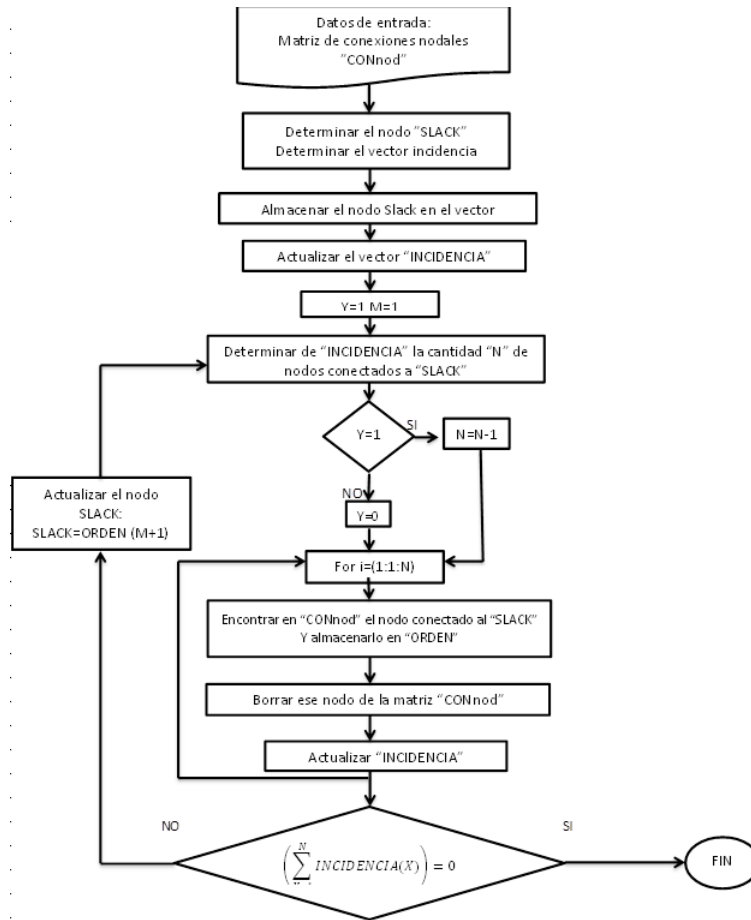 Datos de entrada:
Matriz de conexiones nodales
"CONnod"
Determinar el nodo "SLACK"
Determinar el vector incidencia
Almacenar el nodo Slack en el vector
Actualizar el vector "INCIDENCIA"
Y=1 M=1
Determinar de "INCIDENCIA" la cantidad "N" de
nodos conectados a "SLACK"
Y=1
SI
N=N-1
NO
Y=0
Actualizar el nodo
SLACK:
SLACK=ORDEN (M+1)
For i=(1:1:N)
Encontrar en "CONnod" el nodo conectado al "SLACK"
Y almacenarlo en "ORDEN"
Borrar ese nodo de la matriz "CONnod"
Actualizar "INCIDENCIA"
NO
SI
(∑ N INCIDENCIA(X)) = 0
FIN